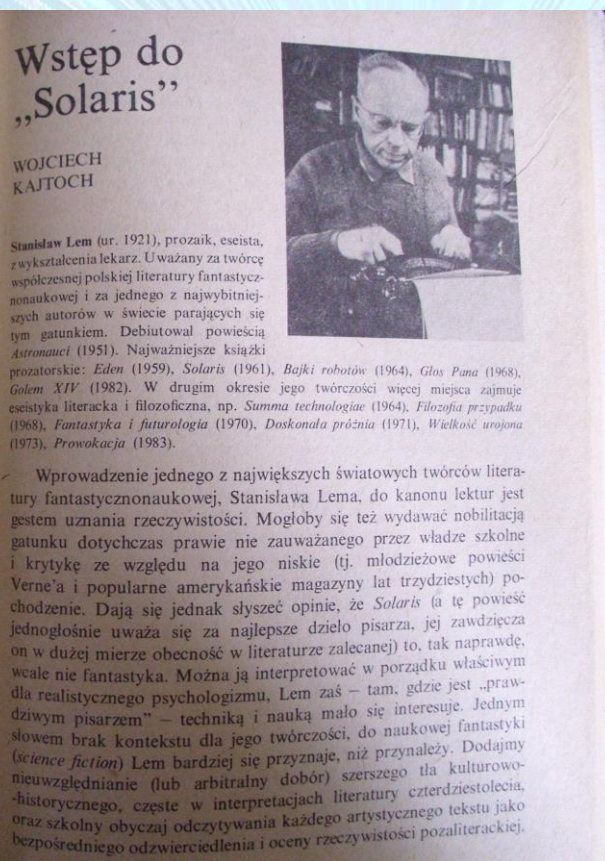 Wstęp do
„Solaris”
WOJCIECH
KAJTOCH
Stanisław Lem (ur. 1921), prozaik, eseista,
z wykształcenia lekarz. Uważany za twórcę
współczesnej polskiej literatury fantastycz-
nonaukowej i za jednego z najwybitniej-
szych autorów w świecie parających się
tym gatunkiem. Debiutował powieścią
Astronauci (1951). Najważniejsze książki
prozatorskie: Eden (1959), Solaris (1961), Bajki robotów (1964), Głos Pana (1968),
Golem XIV (1982). W drugim okresie jego twórczości więcej miejsca zajmuje
eseistyka literacka i filozoficzna, np. Summa technologiae (1964), Filozofia przypadku
(1968), Fantastyka i futurologia (1970), Doskonała próżnia (1971), Wielkość urojona
(1973), Prowokacja (1983).
Wprowadzenie jednego z największych światowych twórców litera-
tury fantastycznonaukowej, Stanisława Lema, do kanonu lektur jest
gestem uznania rzeczywistości. Mogłoby się też wydawać nobilitacją
gatunku dotychczas prawie nie zauważanego przez władze szkolne
i krytykę ze względu na jego niskie (tj. młodzieżowe powieści
Verne'a i popularne amerykańskie magazyny lat trzydziestych) po-
chodzenie. Dają się jednak słyszeć opinie, że Solaris (a tę powieść
jednogłośnie uważa się za najlepsze dzieło pisarza, jej zawdzięcza
on w dużej mierze obecność w literaturze zalecanej) to, tak naprawdę,
wcale nie fantastyka. Można ją interpretować w porządku właściwym
dla realistycznego psychologizmu, Lem zaś – tam, gdzie jest „praw-
dziwym pisarzem” – techniką i nauką mało się interesuje. Jednym
słowem brak kontekstu dla jego twórczości, do naukowej fantastyki
(science fiction) Lem bardziej się przyznaje, niż przynależy. Dodajmy
nieuwzględnianie (lub arbitralny dobór) szerszego tła kulturowo-
-historycznego, częste w interpretacjach literatury czterdziestolecia,
oraz szkolny obyczaj odczytywania każdego artystycznego tekstu jako
bezpośredniego odzwierciedlenia i oceny rzeczywistości pozaliterackiej.